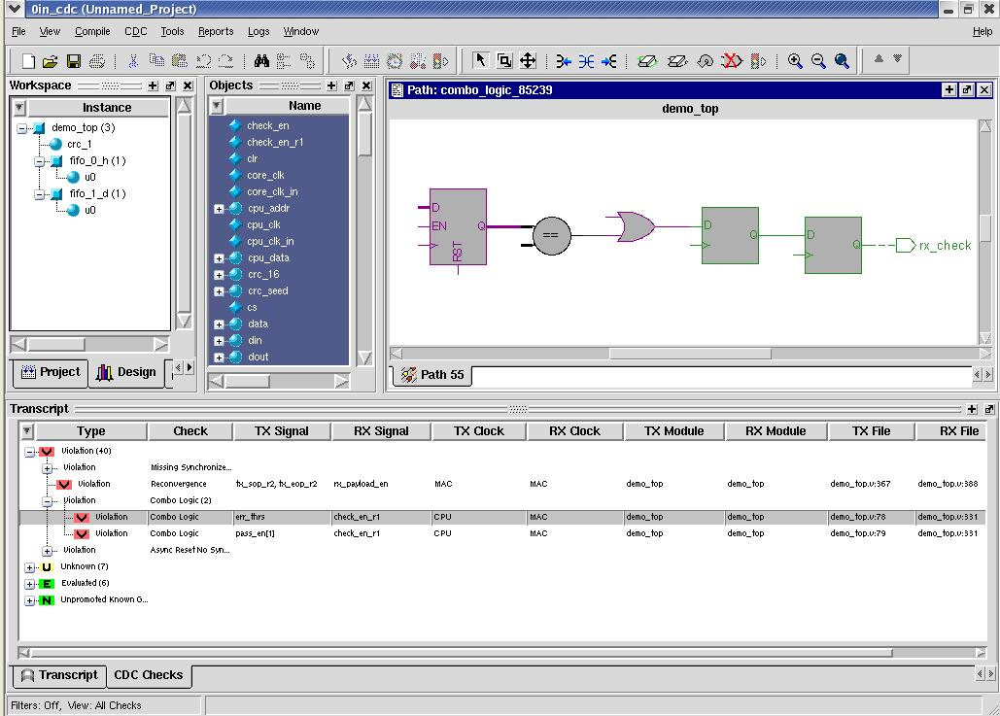 0in_cdc (Unnamed_Project)
File View Compile CDC Tools Reports Logs Window Help
Workspace
Instance
demo_top (3)
crc_1
fifo_0_h (1)
u0
fifo_1_d (1)
u0
Project Design
Objects
Name
check_en
check_en_r1
clr
core_clk
core_clk_in
cpu_addr
cpu_clk
cpu_clk_in
cpu_data
crc_16
crc_seed
cs
data
din
dout
Path: combo_logic_85239
demo_top
D
EN
Q
RST
==
D
Q
D
Q
rx_check
Path 55
Transcript
Type Check TX Signal RX Signal TX Clock RX Clock TX Module RX Module TX File RX File
Violation (40)
Violation Missing Synchronize...
Violation Reconvergence tx_sop_r2, tx_eop_r2 rx_payload_en MAC MAC demo_top demo_top demo_top.v:367 demo_top.v:388
Violation Combo Logic (2)
Violation Combo Logic err_thrs check_en_r1 CPU MAC demo_top demo_top demo_top.v:78 demo_top.v:331
Violation Combo Logic pass_en[1] check_en_r1 CPU MAC demo_top demo_top demo_top.v:79 demo_top.v:331
Violation Async Reset No Syn...
U Unknown (7)
E Evaluated (6)
N Unpromoted Known G...
Transcript CDC Checks
Filters: Off, View: All Checks